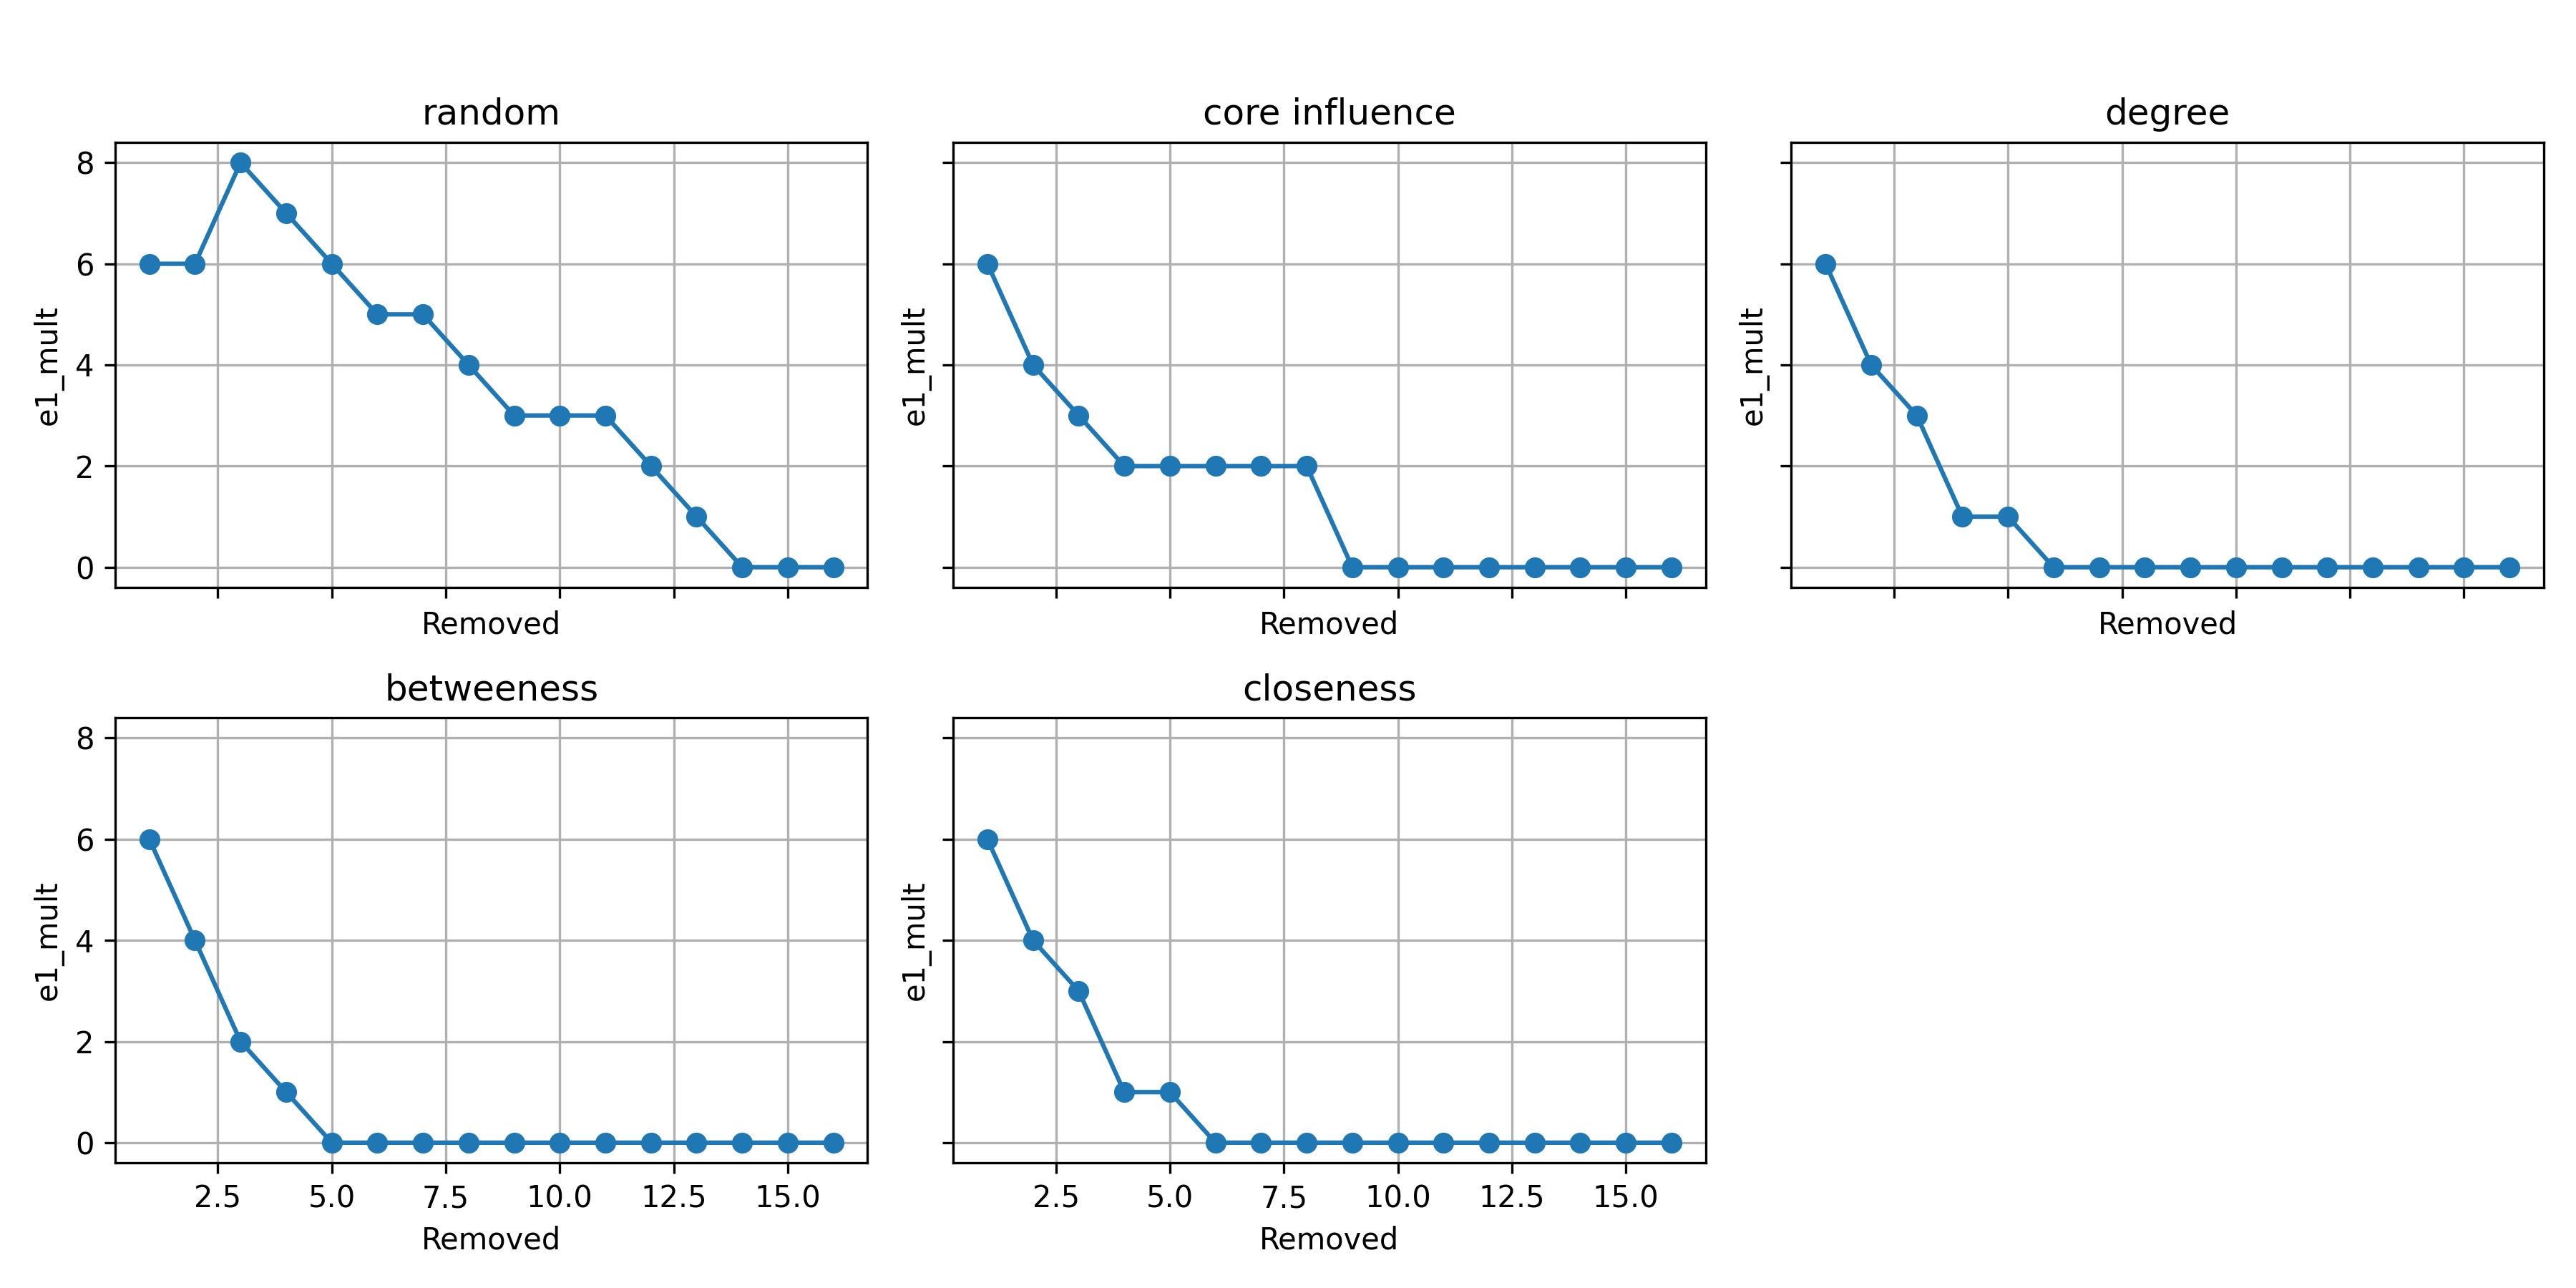 random
8
6
4
2
0
e1_mult
Removed
core influence
e1_mult
Removed
degree
e1_mult
Removed
betweeness
8
6
4
2
0
e1_mult
2.5 5.0 7.5 10.0 12.5 15.0
Removed
closeness
e1_mult
2.5 5.0 7.5 10.0 12.5 15.0
Removed